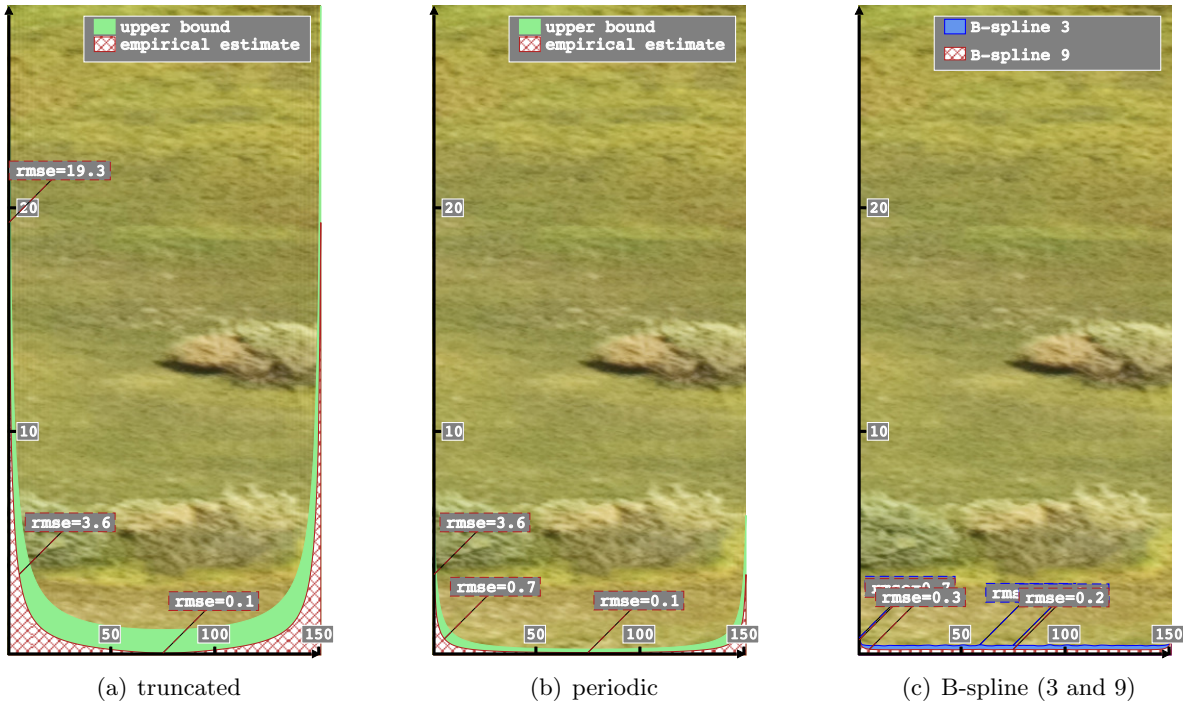 upper bound
empirical estimate
rmse=19.3
20
10
rmse=3.6
rmse=0.1
50
100
150
(a) truncated
upper bound
empirical estimate
20
10
rmse=3.6
rmse=0.7
rmse=0.1
50
100
150
(b) periodic
B-spline 3
B-spline 9
20
10
rmse=0.3
rmse=0.2
50
100
150
(c) B-spline (3 and 9)